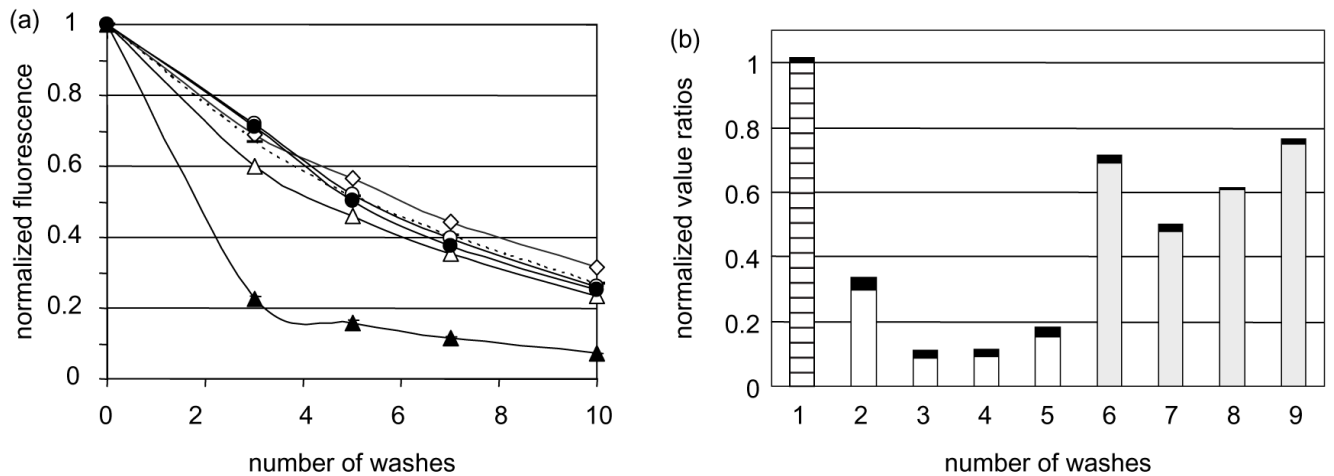 (a)
normalized fluorescence
1
0.8
0.6
0.4
0.2
0
0 2 4 6 8 10
number of washes
(b)
normalized value ratios
1
0.8
0.6
0.4
0.2
0
1 2 3 4 5 6 7 8 9
number of washes